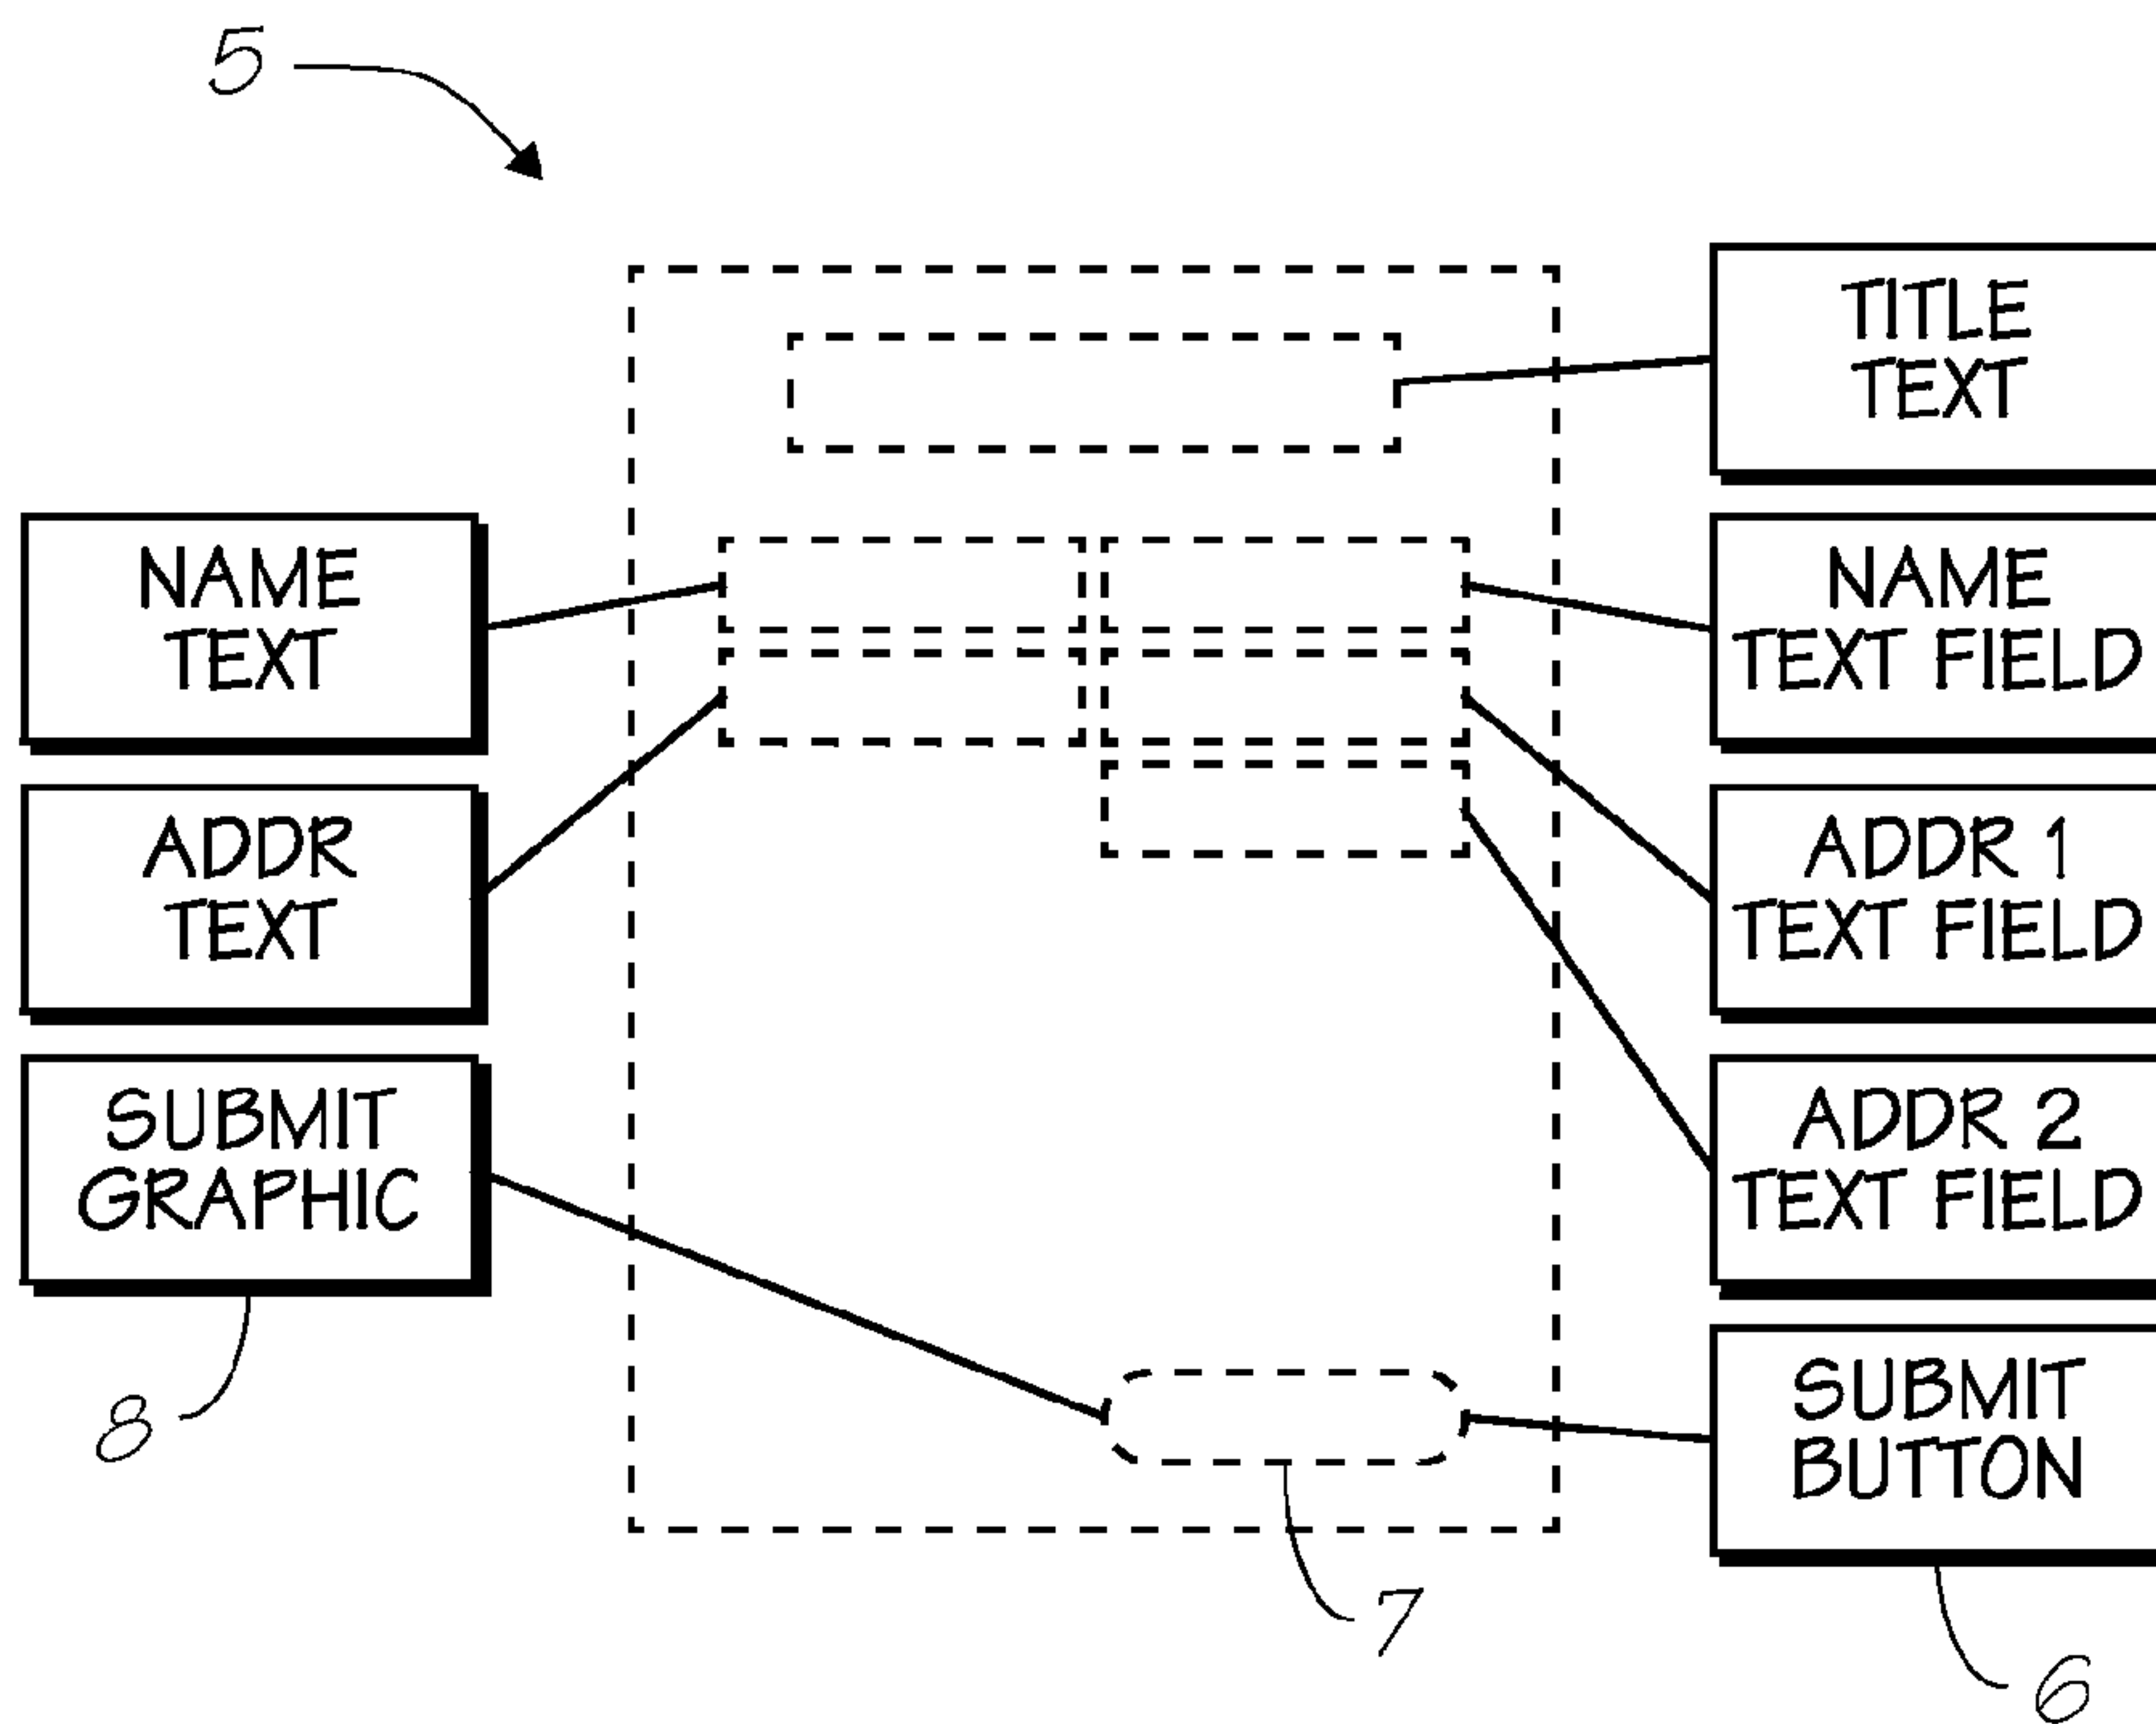 5
TITLE
TEXT
NAME
TEXT
NAME
TEXT FIELD
ADDR
TEXT
ADDR 1
TEXT FIELD
SUBMIT
GRAPHIC
ADDR 2
TEXT FIELD
SUBMIT
BUTTON
8
7
6